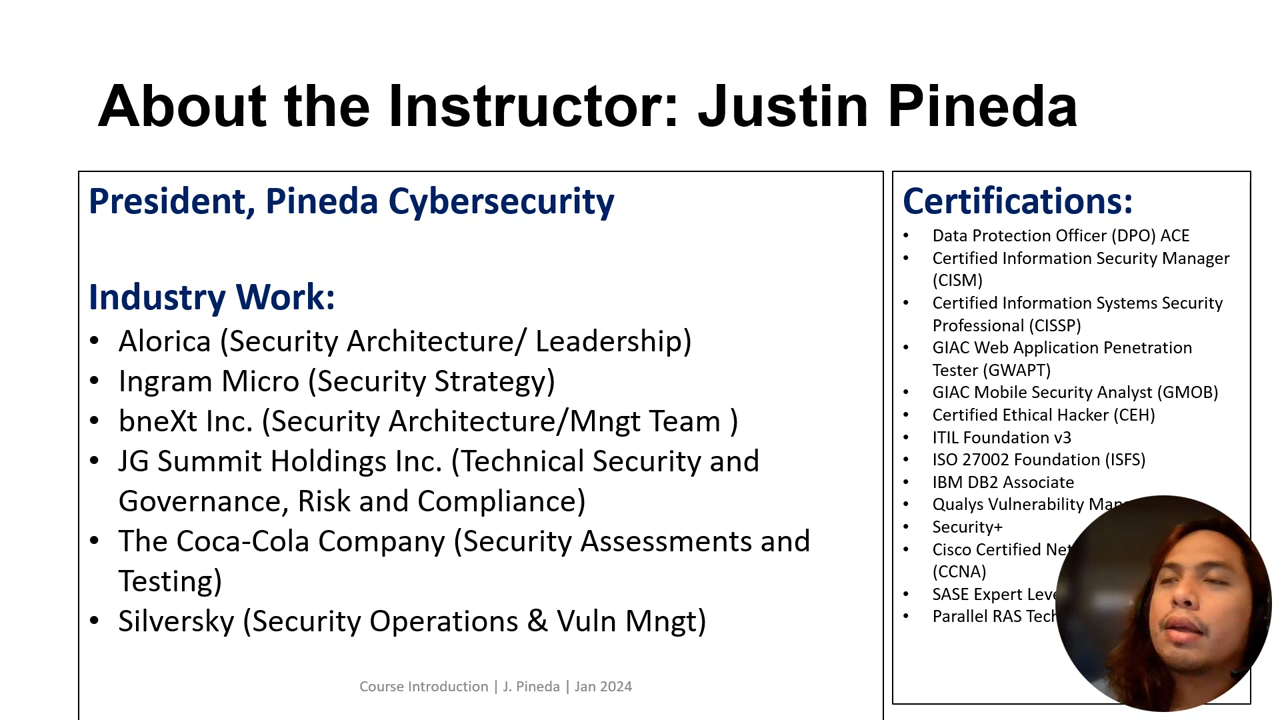 About the Instructor: Justin Pineda
President, Pineda Cybersecurity
Industry Work:
• Alorica (Security Architecture/ Leadership)
• Ingram Micro (Security Strategy)
• bneXt Inc. (Security Architecture/Mngt Team )
• JG Summit Holdings Inc. (Technical Security and
Governance, Risk and Compliance)
• The Coca-Cola Company (Security Assessments and
Testing)
• Silversky (Security Operations & Vuln Mngt)
Certifications:
• Data Protection Officer (DPO) ACE
• Certified Information Security Manager
(CISM)
• Certified Information Systems Security
Professional (CISSP)
• GIAC Web Application Penetration
Tester (GWAPT)
• GIAC Mobile Security Analyst (GMOB)
• Certified Ethical Hacker (CEH)
• ITIL Foundation v3
• ISO 27002 Foundation (ISFS)
• IBM DB2 Associate
• Qualys Vulnerability
• Security+
• Cisco Certified
(CCNA)
• SASE Expert
• Parallel RAS
Course Introduction | J. Pineda | Jan 2024